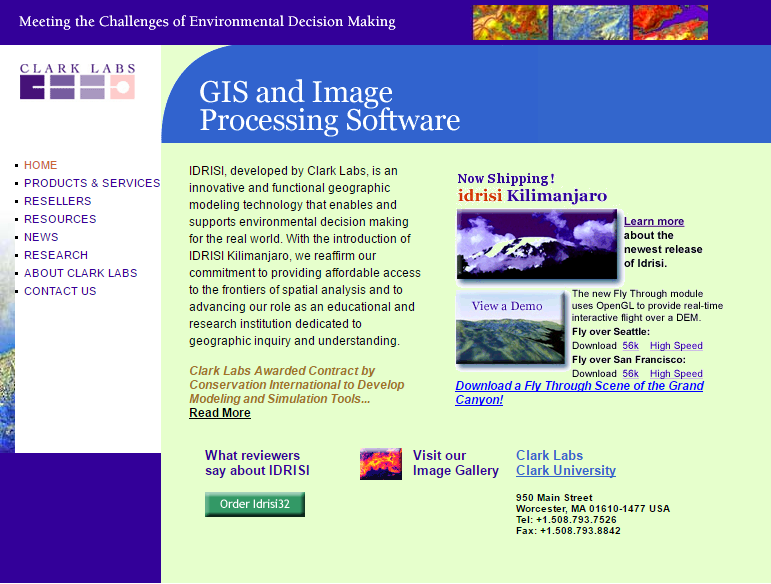 Meeting the Challenges of Environmental Decision Making
CLARK LABS
GIS and Image
Processing Software
HOME
PRODUCTS & SERVICES
RESELLERS
RESOURCES
NEWS
RESEARCH
ABOUT CLARK LABS
CONTACT US
IDRISI, developed by Clark Labs, is an
innovative and functional geographic
modeling technology that enables and
supports environmental decision making
for the real world. With the introduction of
IDRISI Kilimanjaro, we reaffirm our
commitment to providing affordable access
to the frontiers of spatial analysis and to
advancing our role as an educational and
research institution dedicated to
geographic inquiry and understanding.
Clark Labs Awarded Contract by
Conservation International to Develop
Modeling and Simulation Tools...
Read More
Now Shipping!
idrisi Kilimanjaro
Learn more
about the
newest release
of Idrisi.
View a Demo
The new Fly Through module
uses OpenGL to provide real-time
interactive flight over a DEM.
Fly over Seattle:
Download 56k High Speed
Fly over San Francisco:
Download 56k High Speed
Download a Fly Through Scene of the Grand
Canyon!
What reviewers
say about IDRISI
Order Idrisi32
Visit our
Image Gallery
Clark Labs
Clark University
950 Main Street
Worcester, MA 01610-1477 USA
Tel: +1.508.793.7526
Fax: +1.508.793.8842